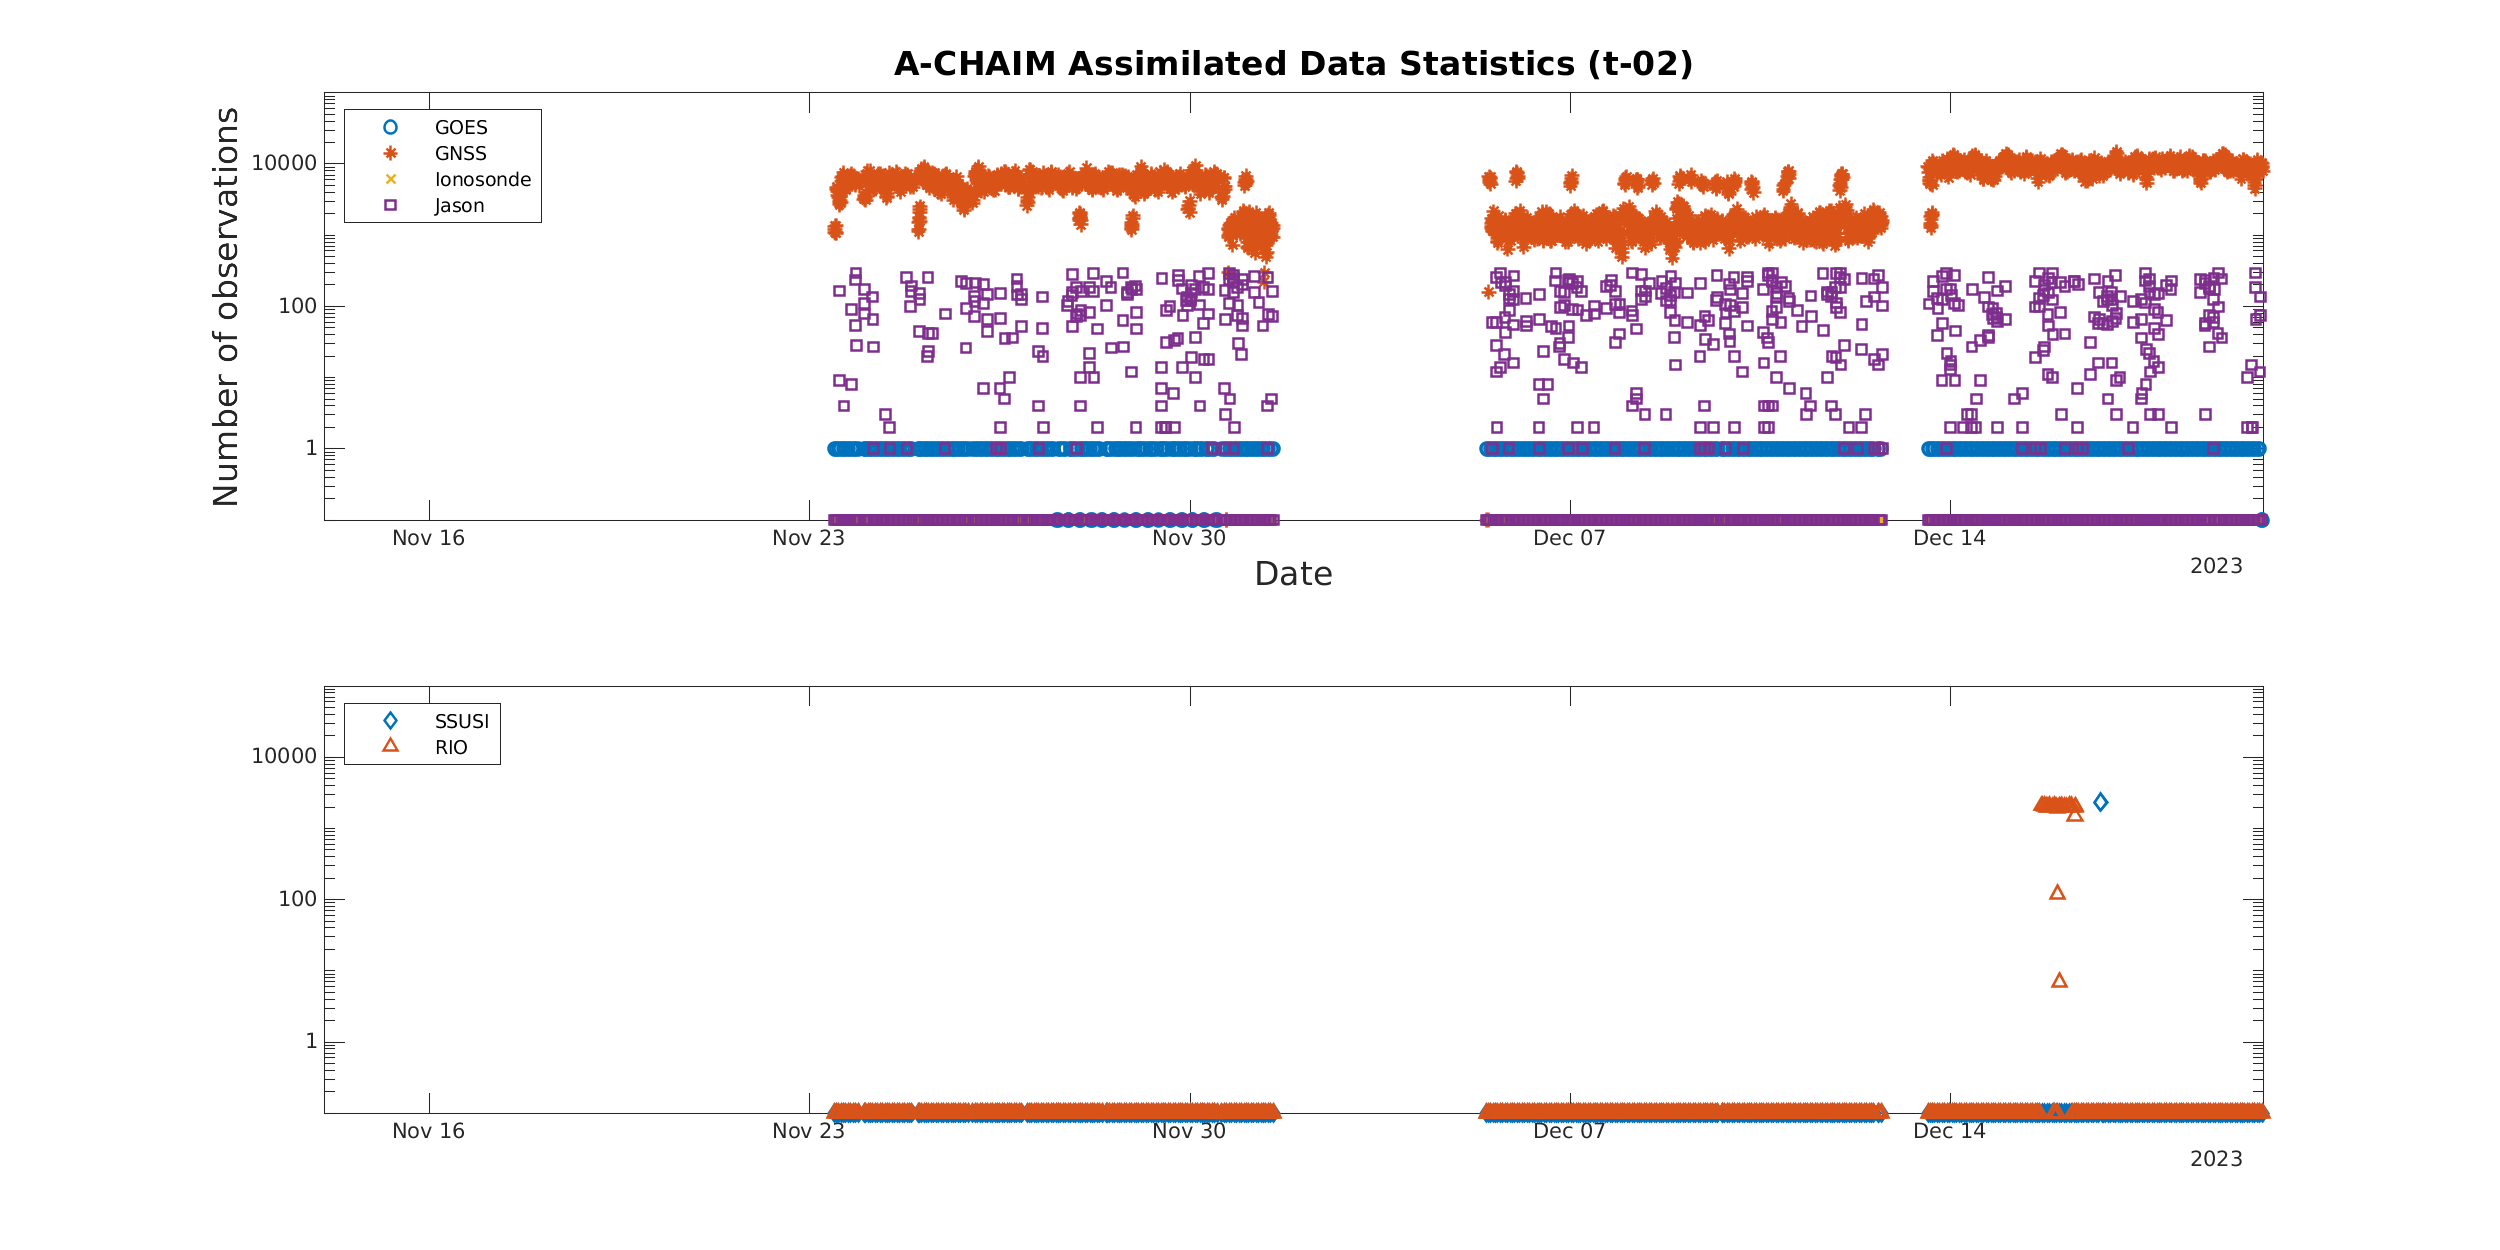 A-CHAIM Assimilated Data Statistics (t-02)
Number of observations
10000
100
1
GOES
GNSS
Ionosonde
Jason
Nov 16
Nov 23
Nov 30
Dec 07
Dec 14
2023
Date
10000
100
1
SSUSI
RIO
Nov 16
Nov 23
Nov 30
Dec 07
Dec 14
2023